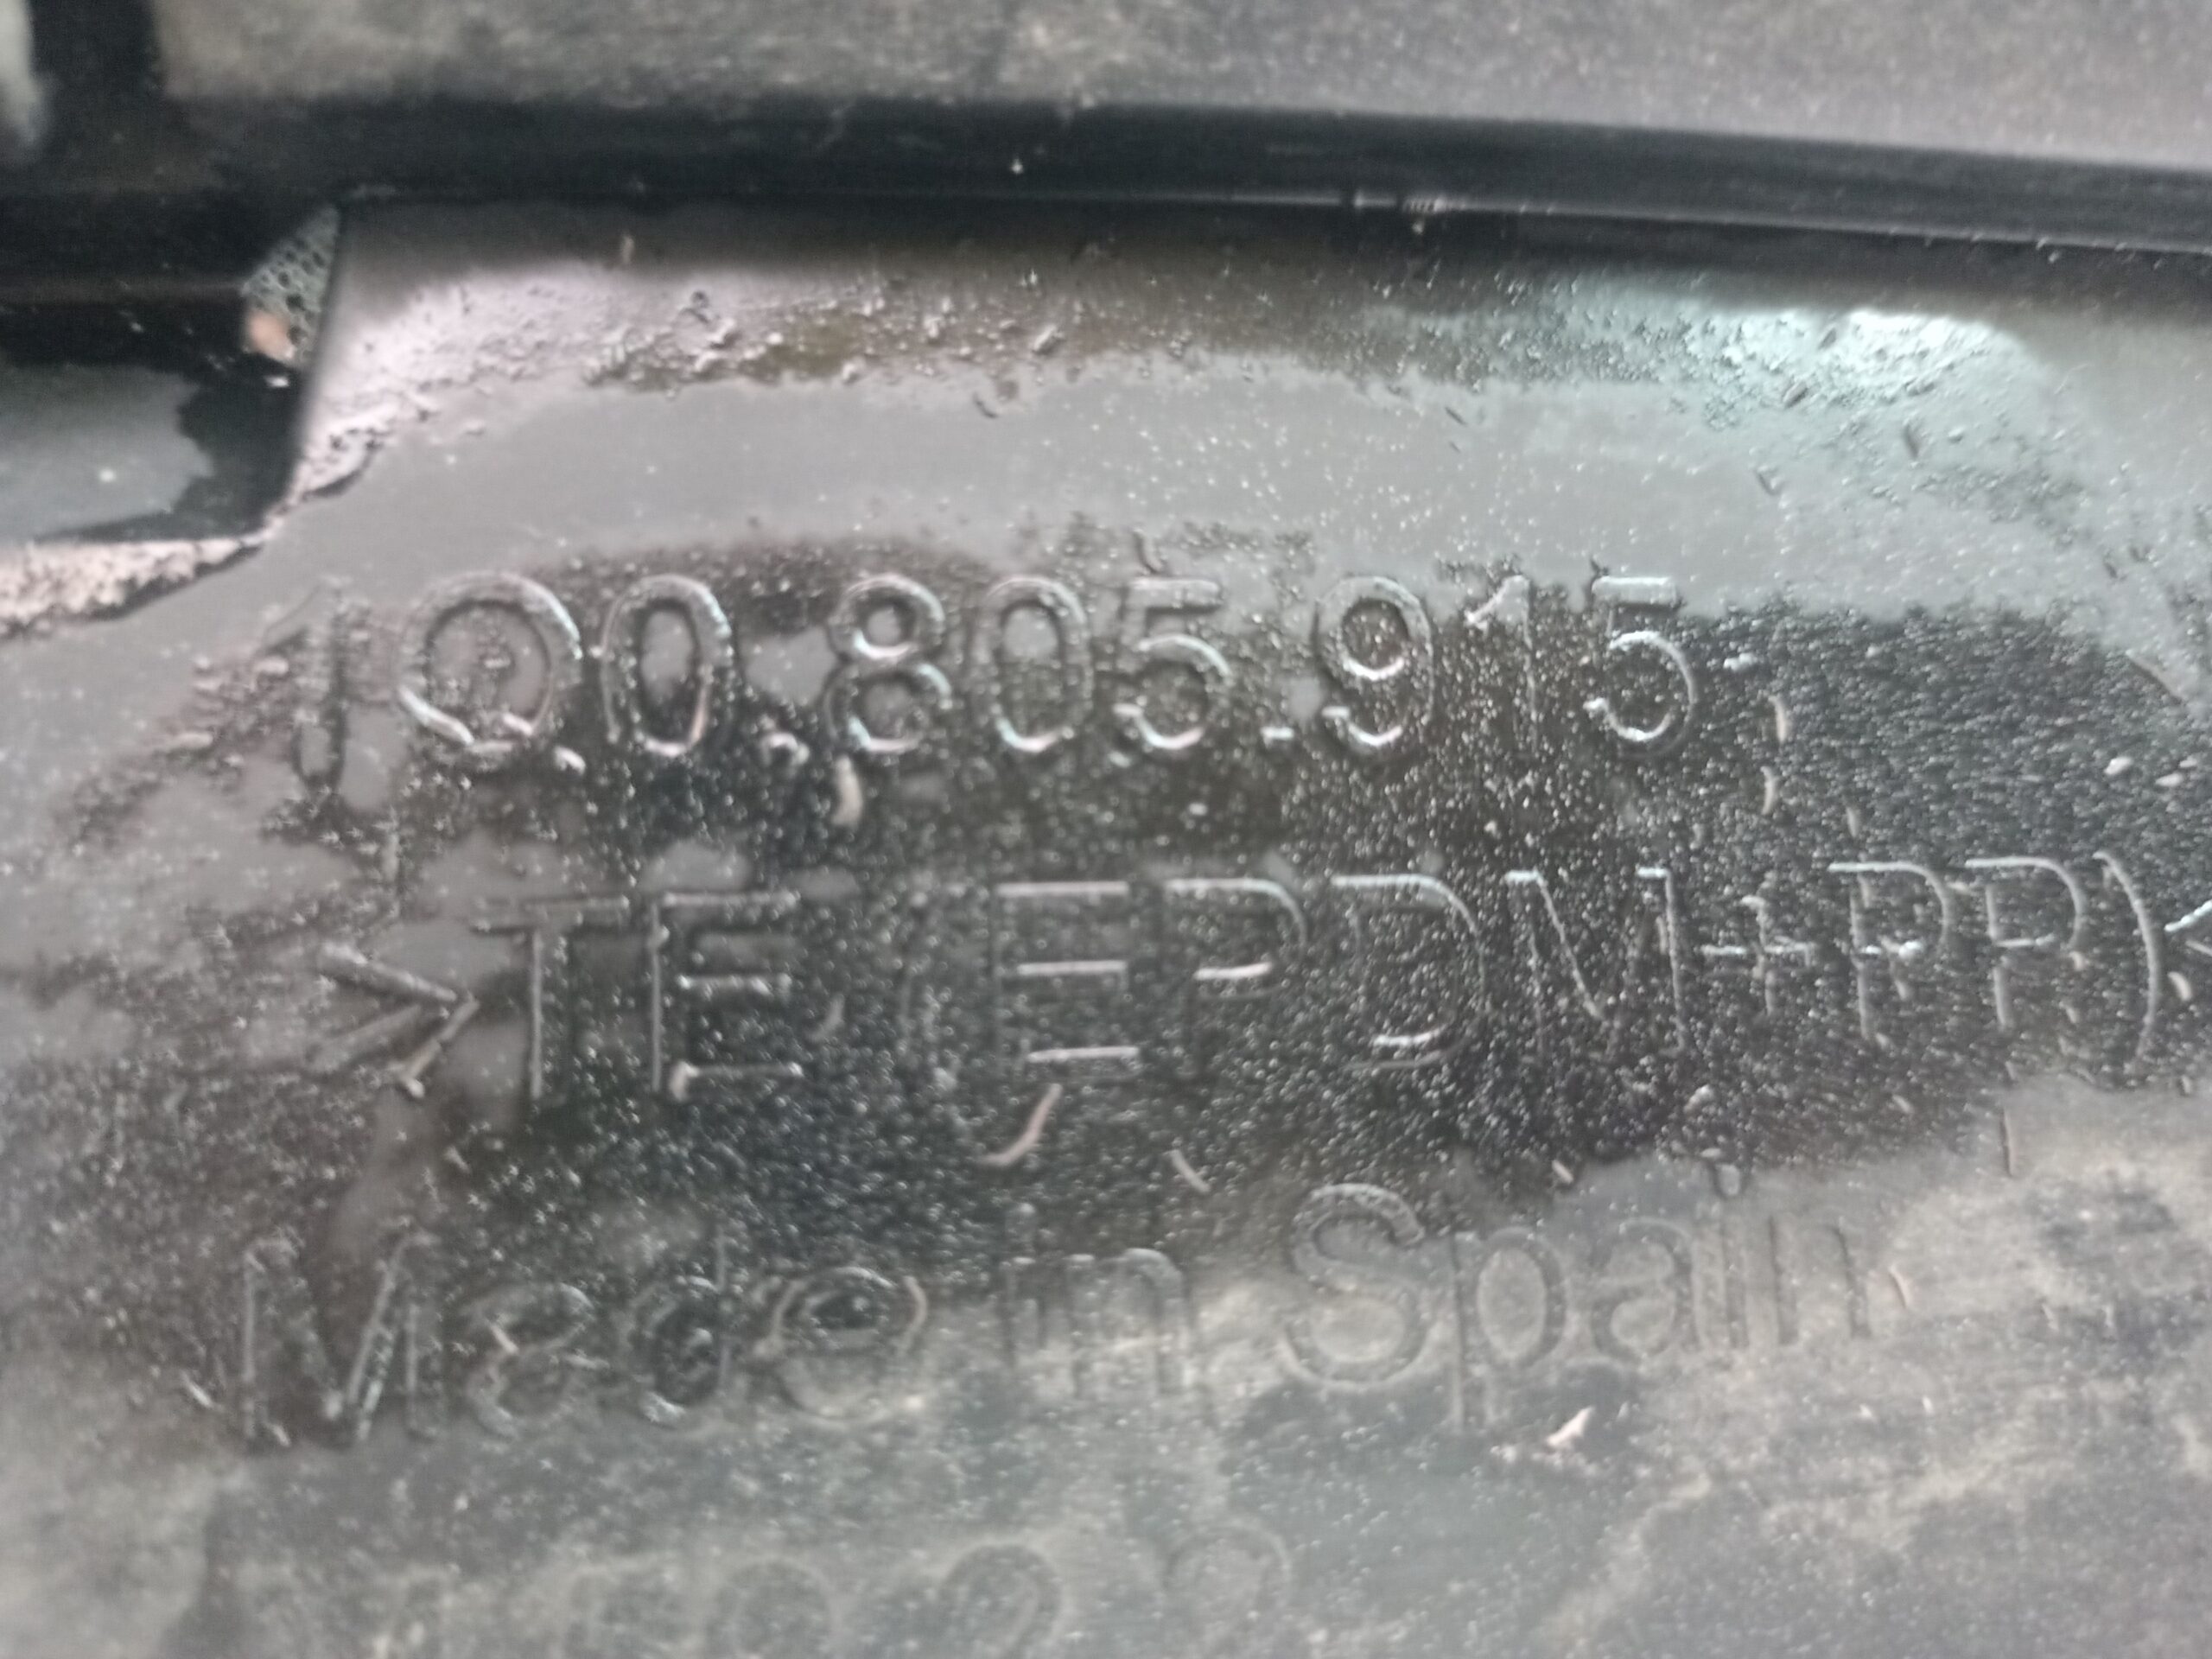 1Q0.805.915
>TE(EPDM+PP)<
Made in Spain